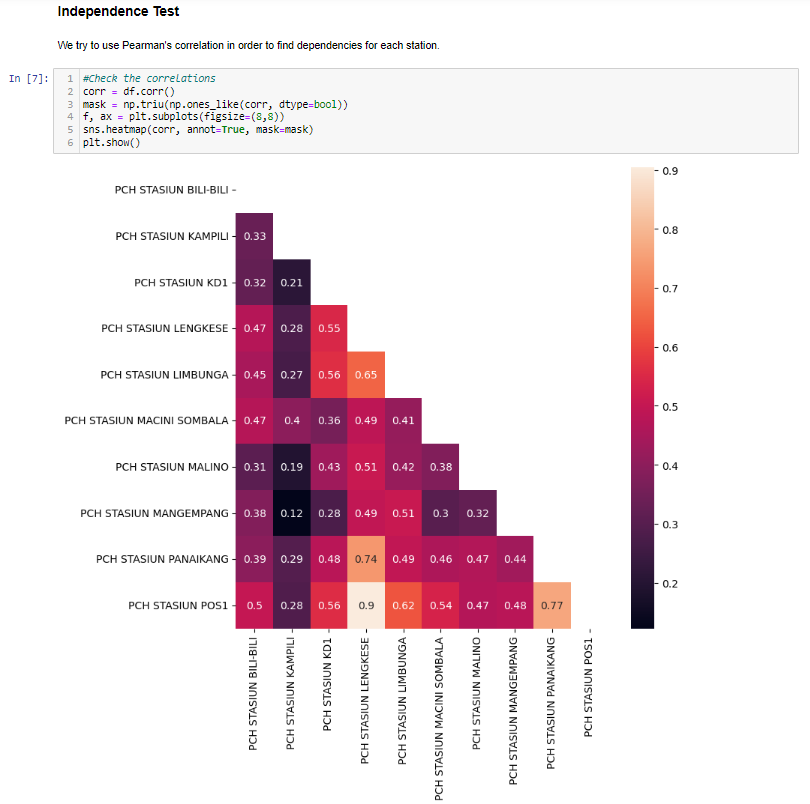 Independence Test
We try to use Pearman's correlation in order to find dependencies for each station.
In [7]:
1 #Check the correlations
2 corr = df.corr()
3 mask = np.triu(np.ones_like(corr, dtype=bool))
4 f, ax = plt.subplots(figsize=(8,8))
5 sns.heatmap(corr, annot=True, mask=mask)
6 plt.show()
PCH STASIUN BILI-BILI
PCH STASIUN KAMPILI 0.33
PCH STASIUN KD1 0.32 0.21
PCH STASIUN LENGKESE 0.47 0.28 0.55
PCH STASIUN LIMBUNGA 0.45 0.27 0.56 0.65
PCH STASIUN MACINI SOMBALA 0.47 0.4 0.36 0.49 0.41
PCH STASIUN MALINO 0.31 0.19 0.43 0.51 0.42 0.38
PCH STASIUN MANGEMPANG 0.38 0.12 0.28 0.49 0.51 0.3 0.32
PCH STASIUN PANAIKANG 0.39 0.29 0.48 0.74 0.49 0.46 0.47 0.44
PCH STASIUN POS1 0.5 0.28 0.56 0.9 0.62 0.54 0.47 0.48 0.77
PCH STASIUN BILI-BILI
PCH STASIUN KAMPILI
PCH STASIUN KD1
PCH STASIUN LENGKESE
PCH STASIUN LIMBUNGA
PCH STASIUN MACINI SOMBALA
PCH STASIUN MALINO
PCH STASIUN MANGEMPANG
PCH STASIUN PANAIKANG
PCH STASIUN POS1
0.9
0.8
0.7
0.6
0.5
0.4
0.3
0.2